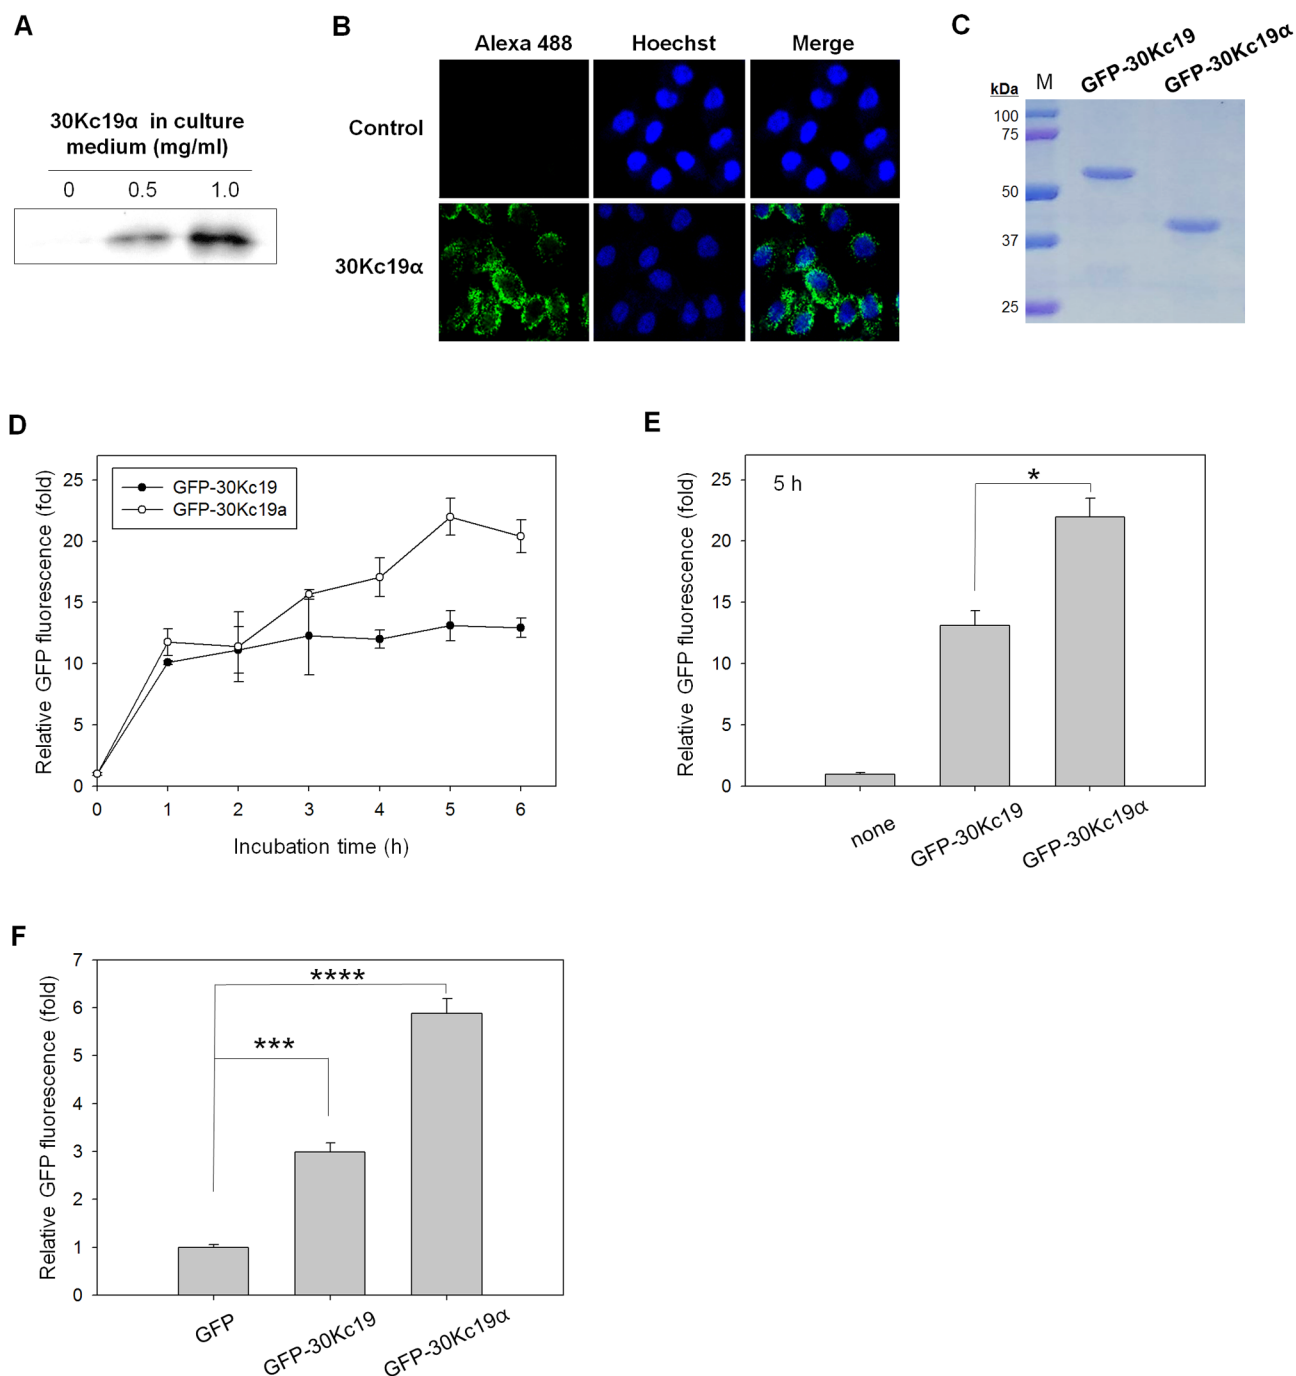 A
30Kc19α in culture
medium (mg/ml)
0 0.5 1.0
B
Alexa 488 Hoechst Merge
Control
30Kc19α
C
GFP-30Kc19
GFP-30Kc19α
kDa M
100
75
50
37
25
D
Relative GFP fluorescence (fold)
25
20
15
10
5
0
GFP-30Kc19
GFP-30Kc19a
0 1 2 3 4 5 6
Incubation time (h)
E
Relative GFP fluorescence (fold)
25
20
15
10
5
0
5 h
*
none
GFP-30Kc19
GFP-30Kc19α
F
Relative GFP fluorescence (fold)
7
6
5
4
3
2
1
0
****
***
GFP
GFP-30Kc19
GFP-30Kc19α